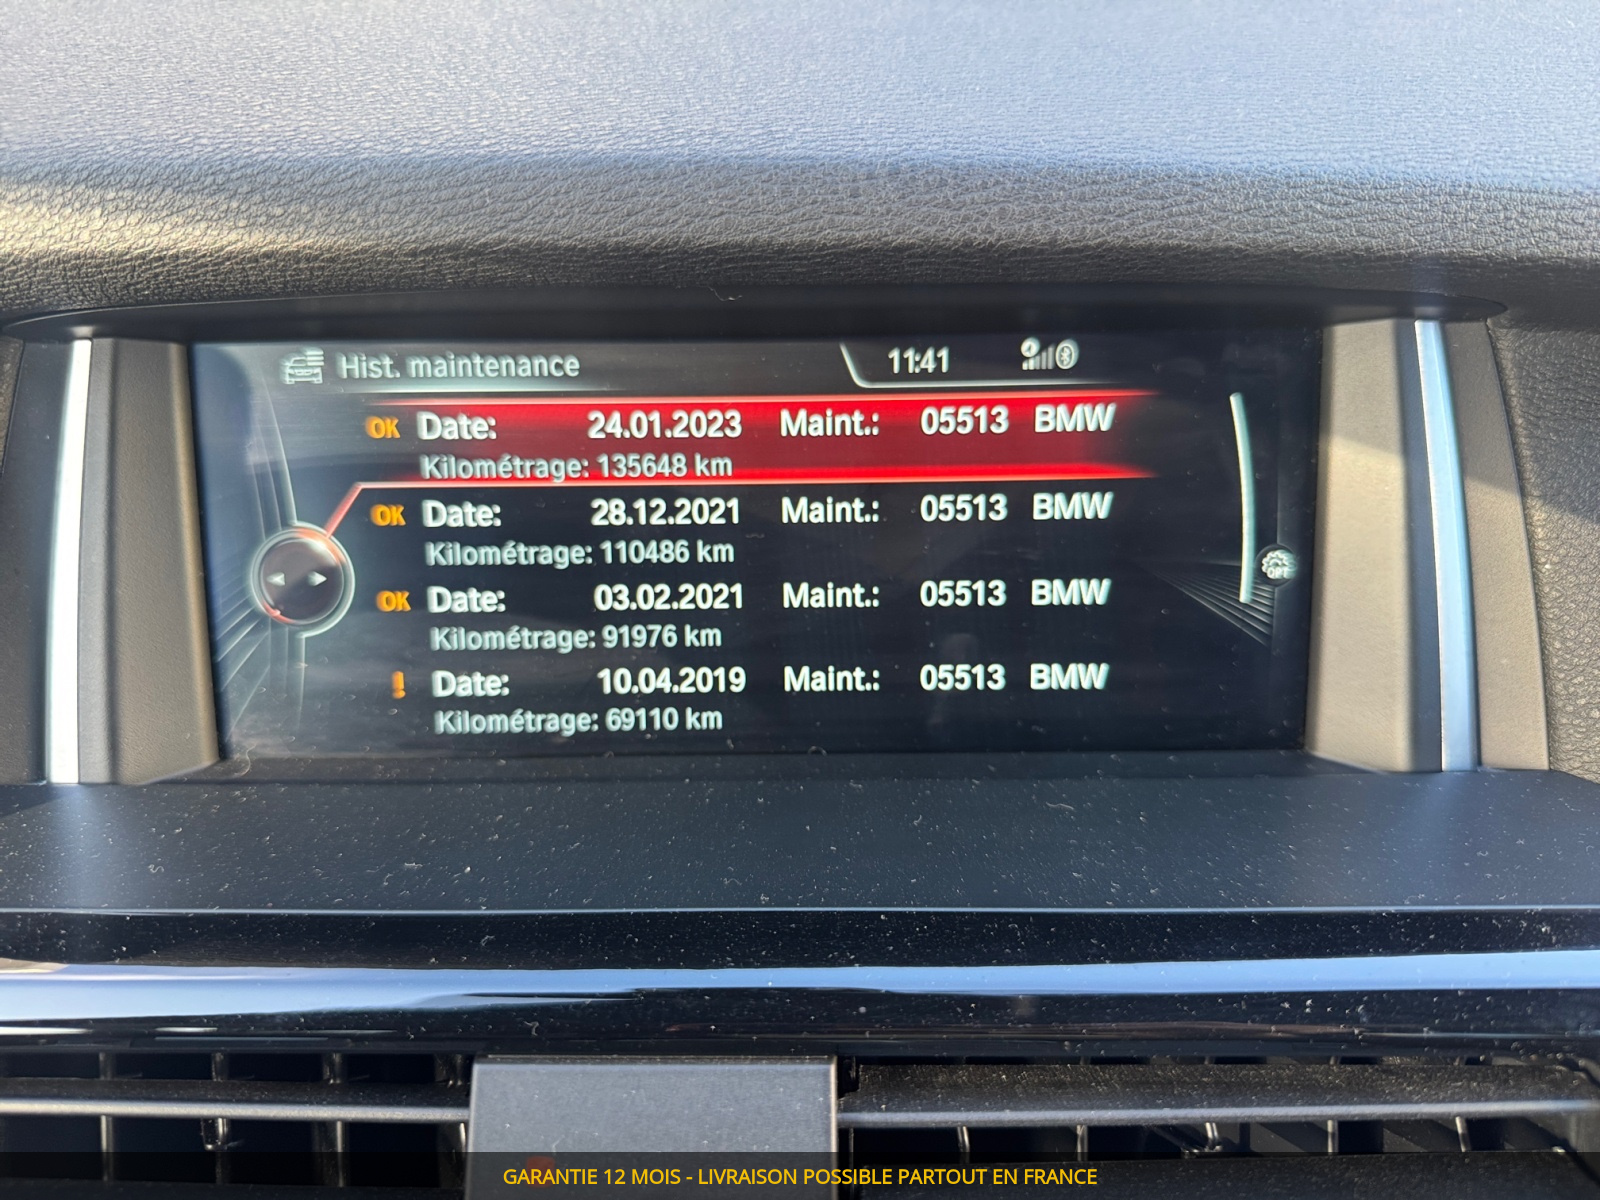 Hist. maintenance 11:41
OK Date: 24.01.2023 Maint.: 05513 BMW
Kilométrage: 135648 km
OK Date: 28.12.2021 Maint.: 05513 BMW
Kilométrage: 110486 km
OK Date: 03.02.2021 Maint.: 05513 BMW
Kilométrage: 91976 km
! Date: 10.04.2019 Maint.: 05513 BMW
Kilométrage: 69110 km
OPT
GARANTIE 12 MOIS - LIVRAISON POSSIBLE PARTOUT EN FRANCE